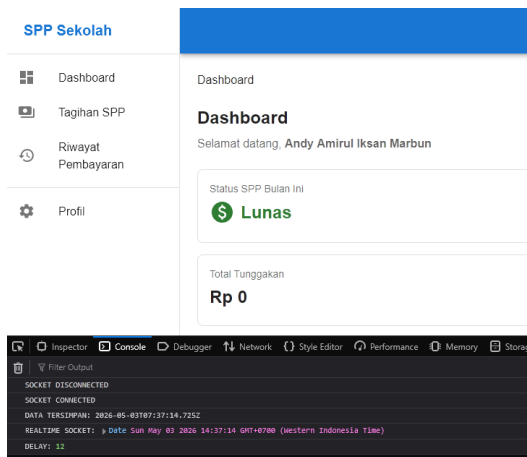 SPP Sekolah
Dashboard
Tagihan SPP
Riwayat
Pembayaran
Profil
Dashboard
Dashboard
Selamat datang, Andy Amirul Iksan Marbun
Status SPP Bulan Ini
Lunas
Total Tunggakan
Rp 0
Inspector Console Debugger Network Style Editor Performance Memory Storag
Filter Output
SOCKET DISCONNECTED
SOCKET CONNECTED
DATA TERSIMPAN: 2026-05-03T07:37:14.725Z
REALTIME SOCKET: Date Sun May 03 2026 14:37:14 GMT+0700 (Western Indonesia Time)
DELAY: 12